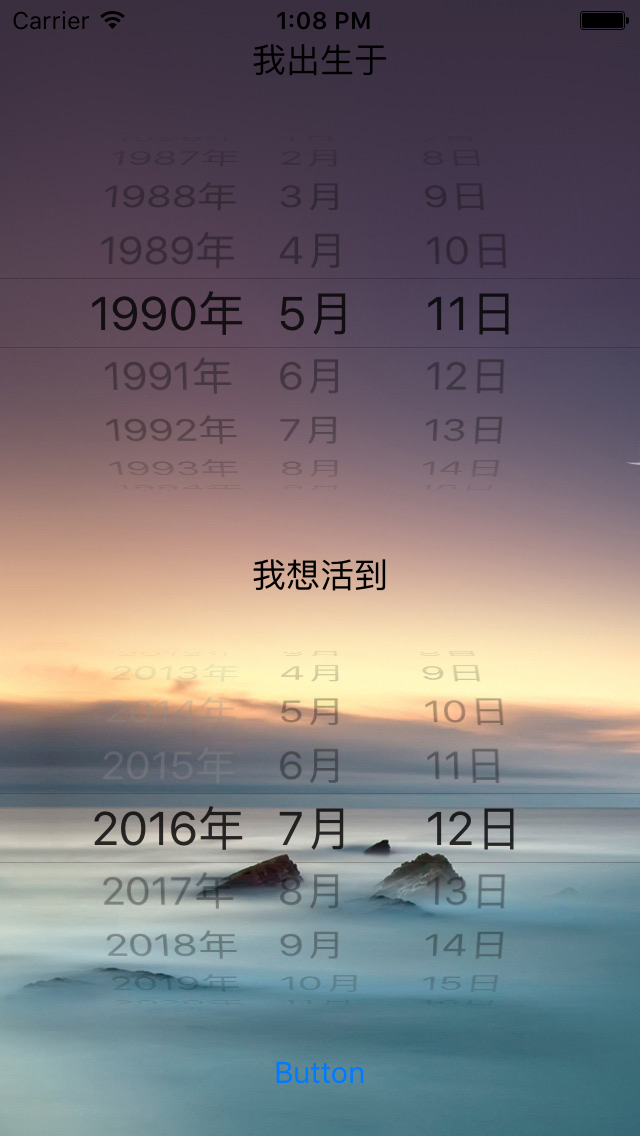 Carrier 1:08 PM
我出生于
1987年 2月 8日
1988年 3月 9日
1989年 4月 10日
1990年 5月 11日
1991年 6月 12日
1992年 7月 13日
1993年 8月 14日
我想活到
2013年 4月 9日
2014年 5月 10日
2015年 6月 11日
2016年 7月 12日
2017年 8月 13日
2018年 9月 14日
2019年 10月 15日
Button